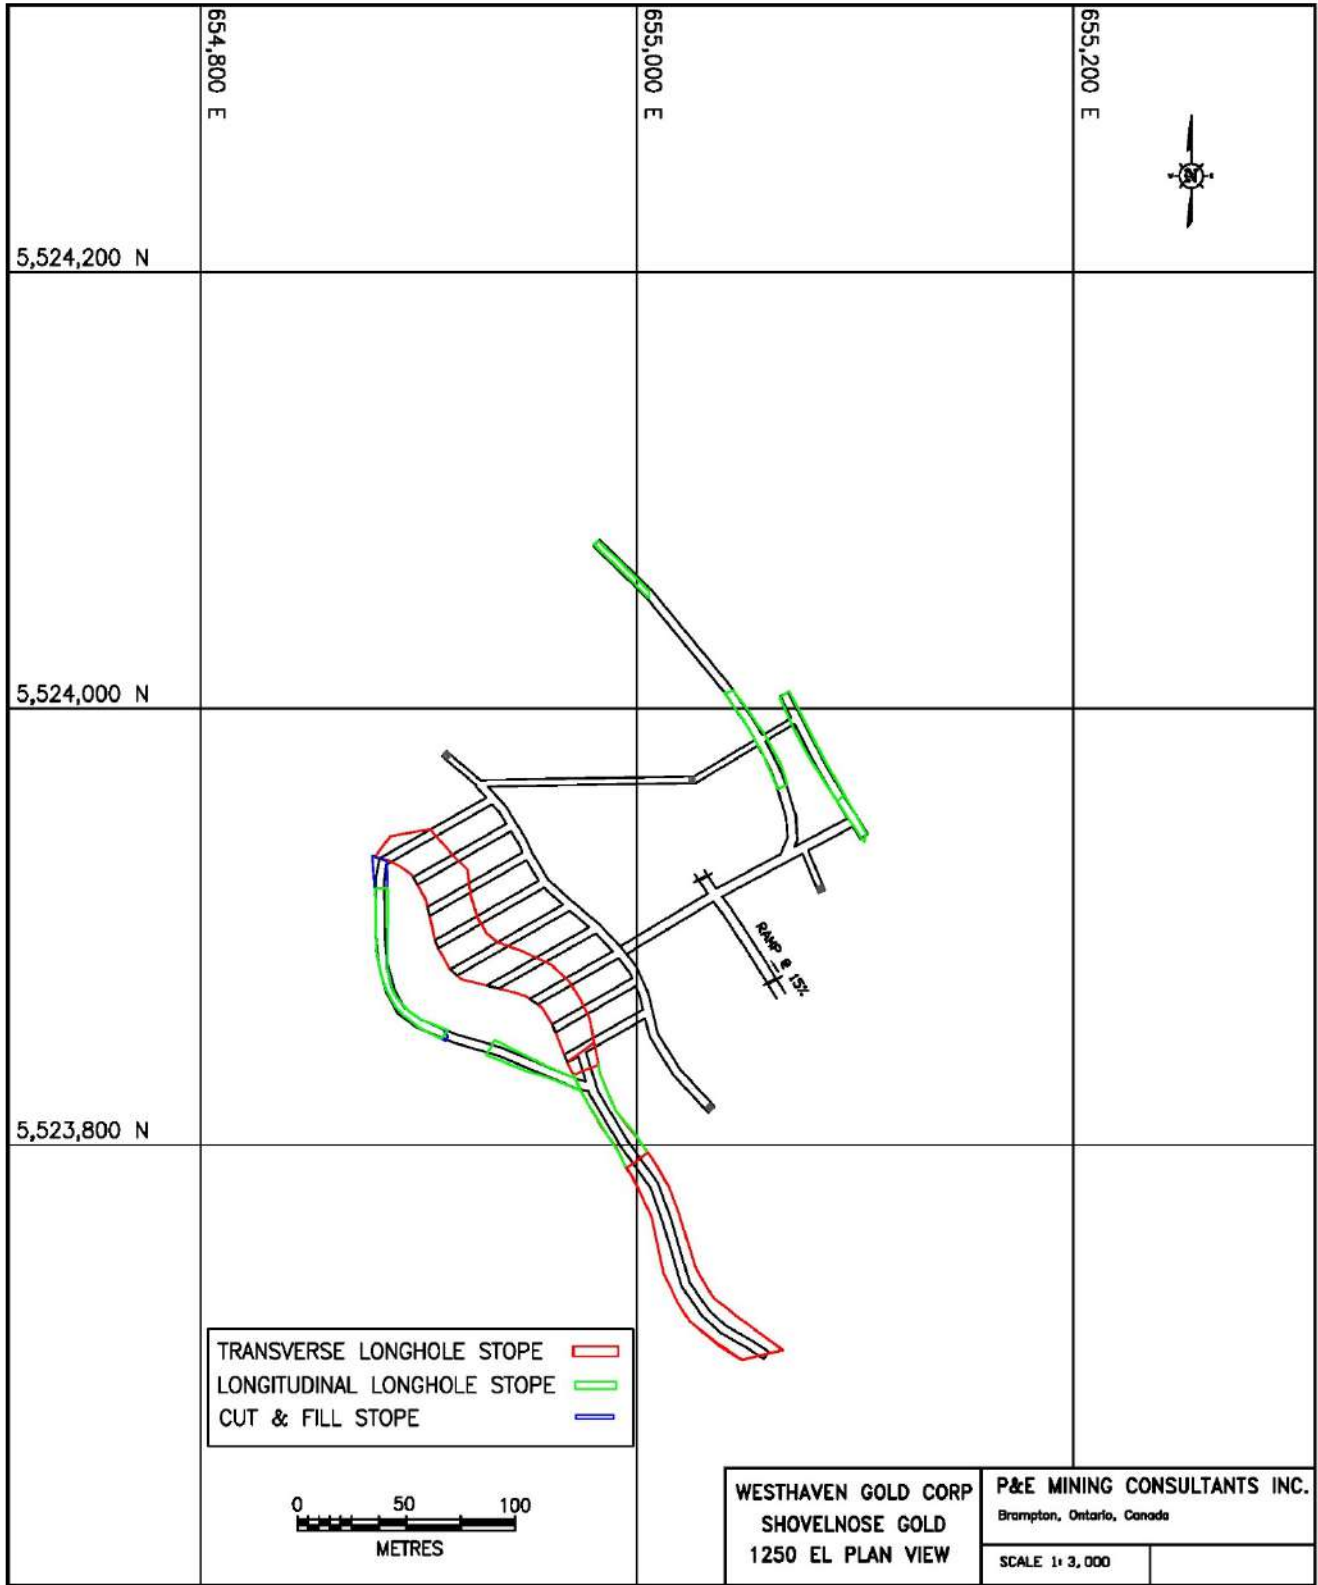 654,800 E
655,000 E
655,200 E
N
5,524,200 N
5,524,000 N
RAMP @ 15%
5,523,800 N
TRANSVERSE LONGHOLE STOPE
LONGITUDINAL LONGHOLE STOPE
CUT & FILL STOPE
0 50 100
METRES
WESTHAVEN GOLD CORP
SHOVELNOSE GOLD
1250 EL PLAN VIEW
P&E MINING CONSULTANTS INC.
Brampton, Ontario, Canada
SCALE 1:3,000